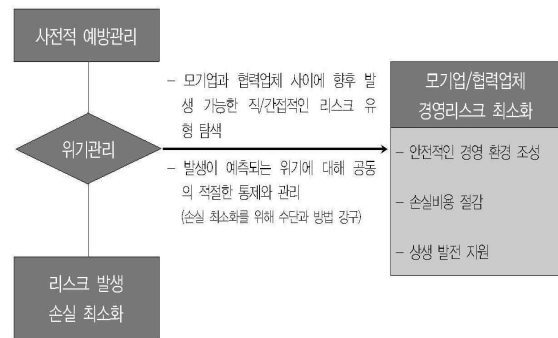 사전적 예방관리
위기관리
리스크 발생
손실 최소화
– 모기업과 협력업체 사이에 향후 발
생 가능한 직/간접적인 리스크 유
형 탐색
– 발생이 예측되는 위기에 대해 공동
의 적절한 통제와 관리
(손실 최소화를 위해 수단과 방법 강구)
모기업/협력업체
경영리스크 최소화
– 안전적인 경영 환경 조성
– 손실비용 절감
– 상생 발전 지원